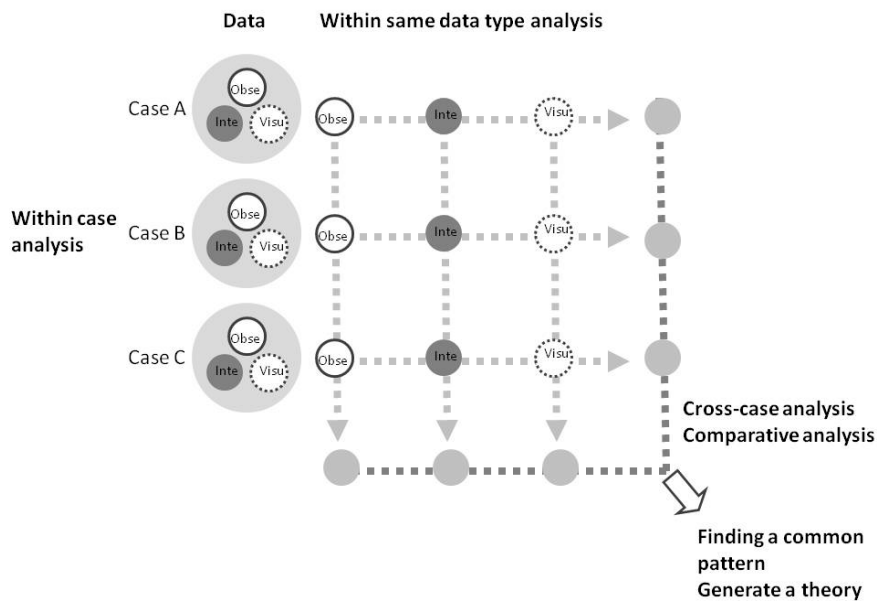 Data
Within same data type analysis
Case A
Obse
Inte
Visu
Obse
Inte
Visu
Within case
analysis
Case B
Obse
Inte
Visu
Obse
Inte
Visu
Case C
Obse
Inte
Visu
Obse
Inte
Visu
Cross-case analysis
Comparative analysis
Finding a common
pattern
Generate a theory